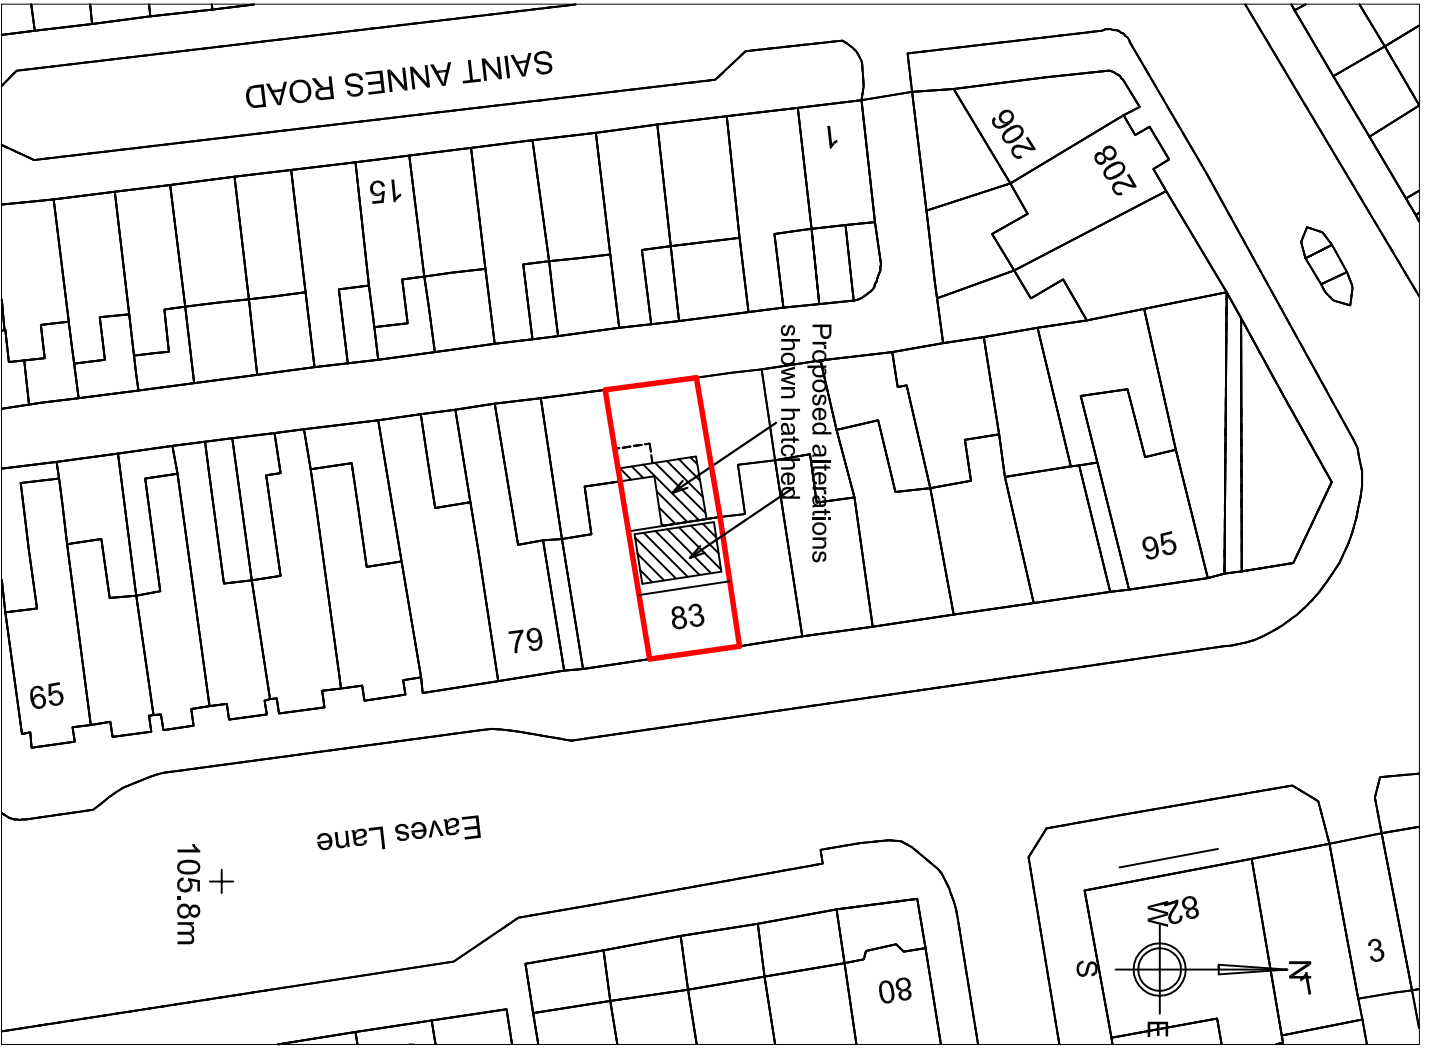 SAINT ANNES ROAD
1
15
206
208
Proposed alterations
shown hatched
95
83
79
65
Eaves Lane
105.8m
82
80
3
W
S
N
E